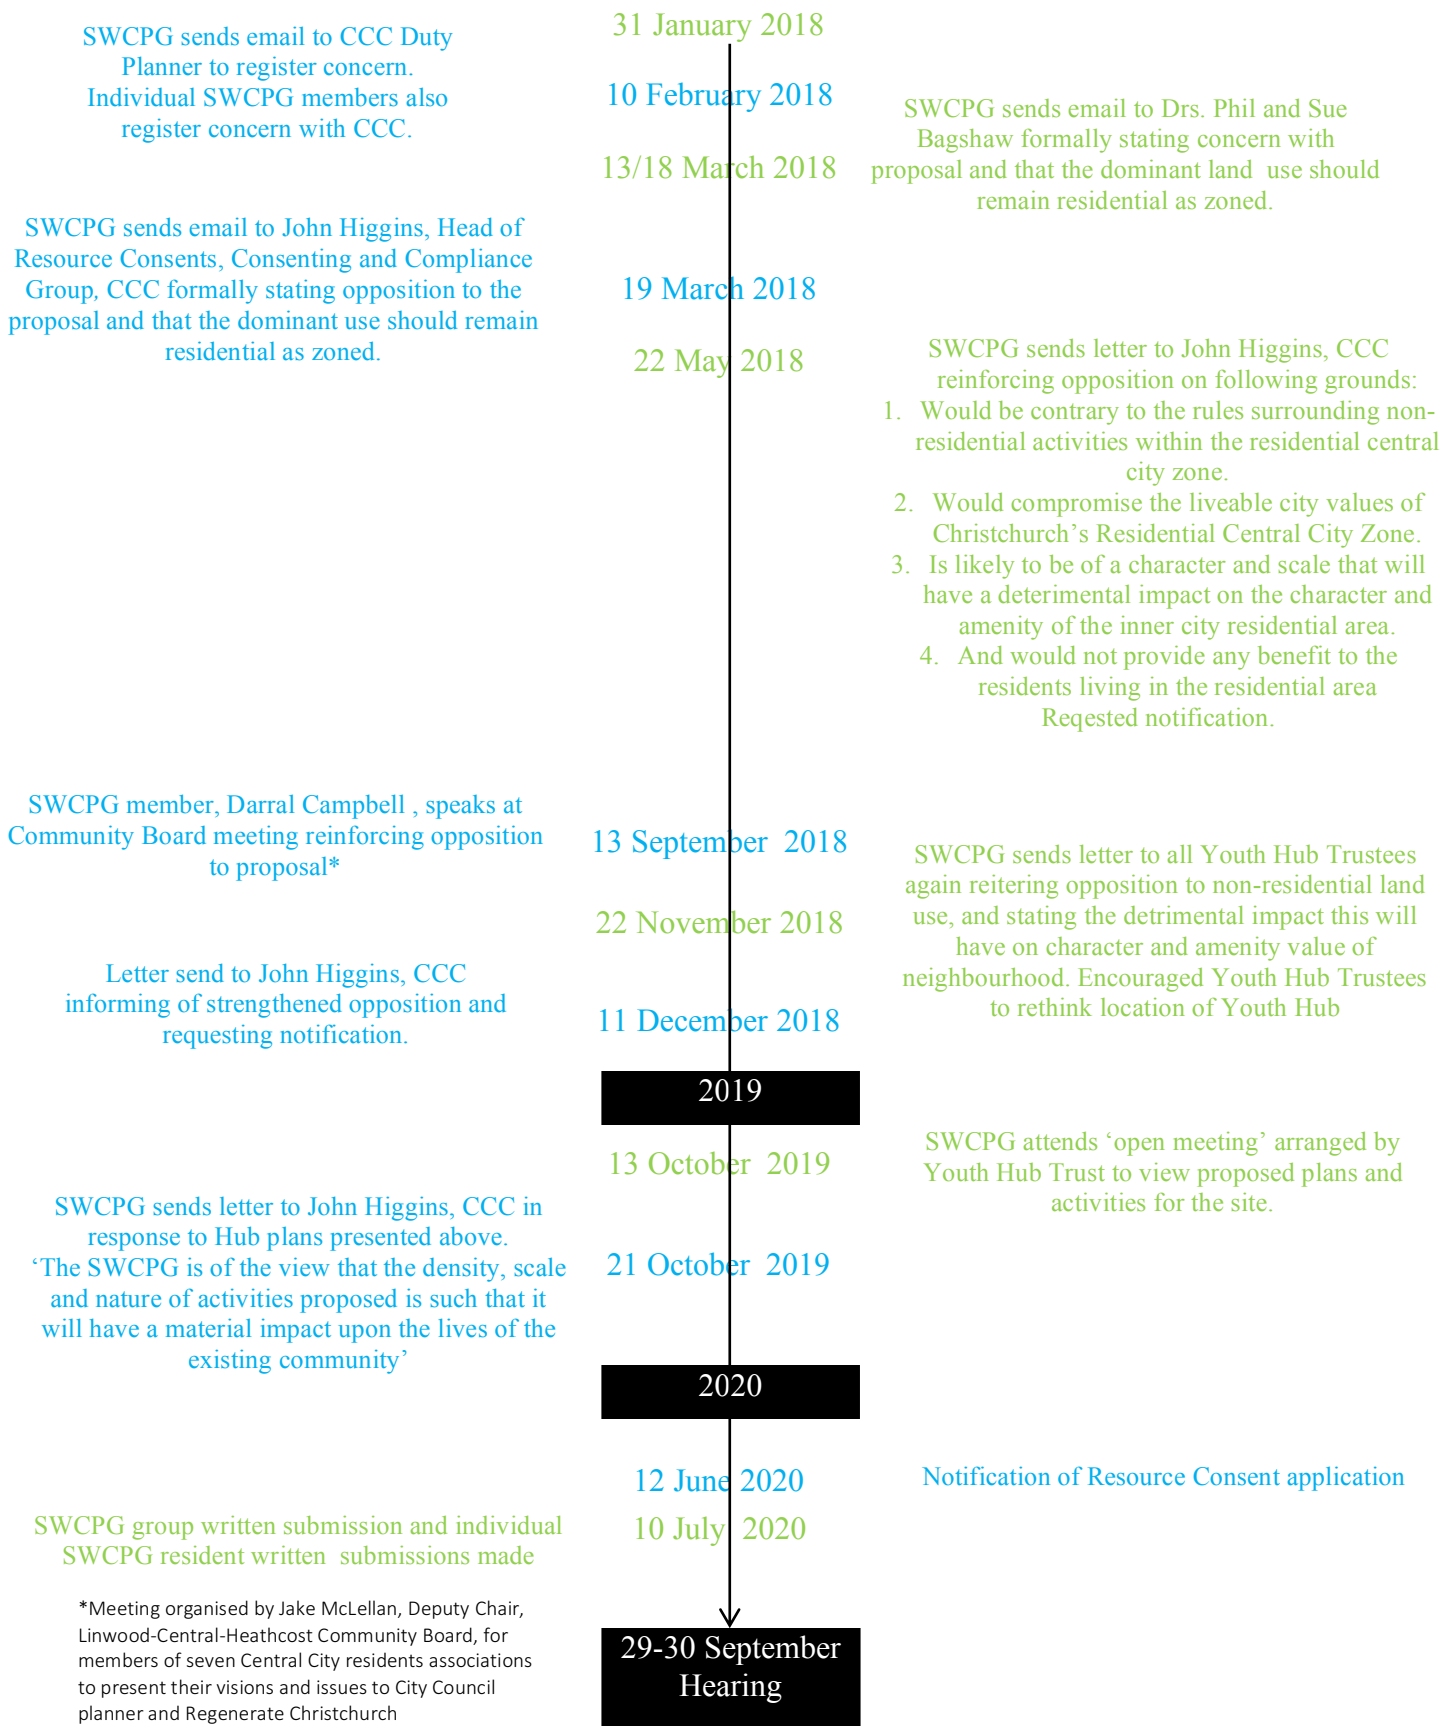 31 January 2018
SWCPG sends email to CCC Duty
Planner to register concern.
Individual SWCPG members also
register concern with CCC.
10 February 2018
SWCPG sends email to Drs. Phil and Sue
Bagshaw formally stating concern with
proposal and that the dominant land use should
remain residential as zoned.
13/18 March 2018
SWCPG sends email to John Higgins, Head of
Resource Consents, Consenting and Compliance
Group, CCC formally stating opposition to the
proposal and that the dominant use should remain
residential as zoned.
19 March 2018
22 May 2018
SWCPG sends letter to John Higgins, CCC
reinforcing opposition on following grounds:
1. Would be contrary to the rules surrounding non-
residential activities within the residential central
city zone.
2. Would compromise the liveable city values of
Christchurch’s Residential Central City Zone.
3. Is likely to be of a character and scale that will
have a deterimental impact on the character and
amenity of the inner city residential area.
4. And would not provide any benefit to the
residents living in the residential area
Reqested notification.
SWCPG member, Darral Campbell , speaks at
Community Board meeting reinforcing opposition
to proposal*
13 September 2018
SWCPG sends letter to all Youth Hub Trustees
again reitering opposition to non-residential land
use, and stating the detrimental impact this will
have on character and amenity value of
neighbourhood. Encouraged Youth Hub Trustees
to rethink location of Youth Hub
22 November 2018
Letter send to John Higgins, CCC
informing of strengthened opposition and
requesting notification.
11 December 2018
2019
13 October 2019
SWCPG attends ‘open meeting’ arranged by
Youth Hub Trust to view proposed plans and
activities for the site.
SWCPG sends letter to John Higgins, CCC in
response to Hub plans presented above.
‘The SWCPG is of the view that the density, scale
and nature of activities proposed is such that it
will have a material impact upon the lives of the
existing community’
21 October 2019
2020
12 June 2020
Notification of Resource Consent application
SWCPG group written submission and individual
SWCPG resident written submissions made
10 July 2020
*Meeting organised by Jake McLellan, Deputy Chair,
Linwood-Central-Heathcost Community Board, for
members of seven Central City residents associations
to present their visions and issues to City Council
planner and Regenerate Christchurch
29-30 September
Hearing